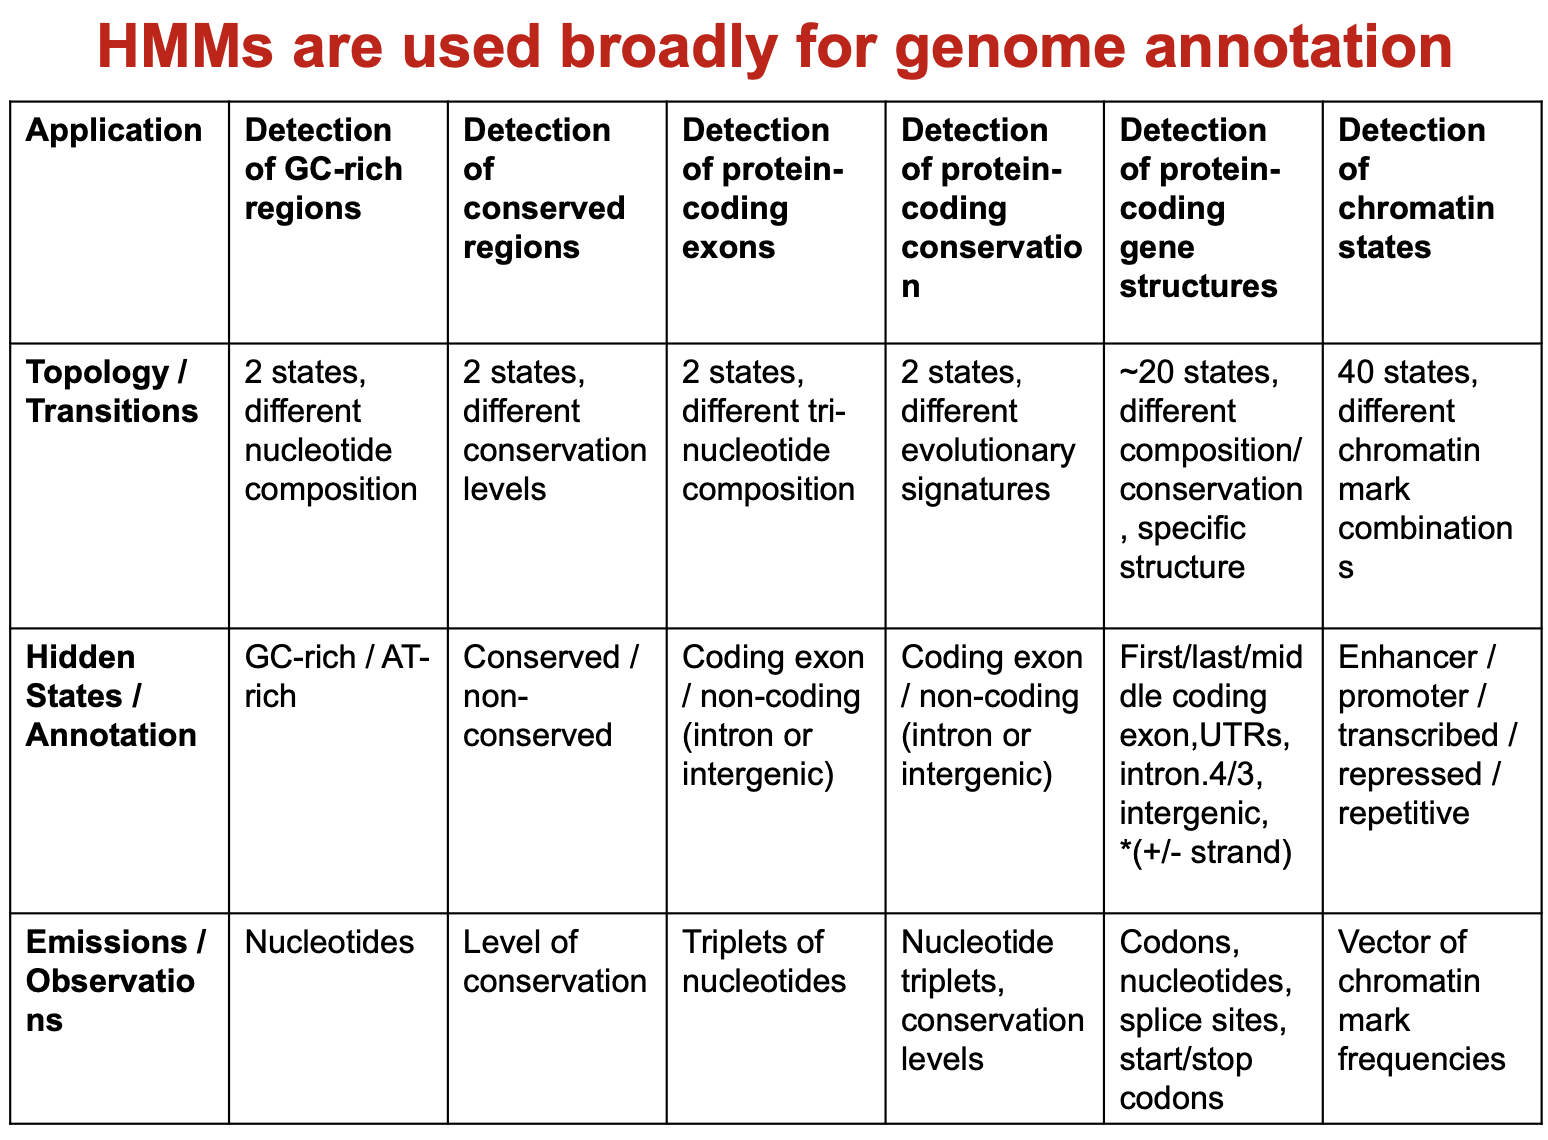 HMMs are used broadly for genome annotation
Application
Detection
of GC-rich
regions
Detection
of
conserved
regions
Detection
of protein-
coding
exons
Detection
of protein-
coding
conservatio
n
Detection
of protein-
coding
gene
structures
Detection
of
chromatin
states
Topology /
Transitions
2 states,
different
nucleotide
composition
2 states,
different
conservation
levels
2 states,
different tri-
nucleotide
composition
2 states,
different
evolutionary
signatures
~20 states,
different
composition/
conservation
, specific
structure
40 states,
different
chromatin
mark
combination
s
Hidden
States /
Annotation
GC-rich / AT-
rich
Conserved /
non-
conserved
Coding exon
/ non-coding
(intron or
intergenic)
Coding exon
/ non-coding
(intron or
intergenic)
First/last/mid
dle coding
exon,UTRs,
intron.4/3,
intergenic,
*(+/- strand)
Enhancer /
promoter /
transcribed /
repressed /
repetitive
Emissions /
Observatio
ns
Nucleotides
Level of
conservation
Triplets of
nucleotides
Nucleotide
triplets,
conservation
levels
Codons,
nucleotides,
splice sites,
start/stop
codons
Vector of
chromatin
mark
frequencies